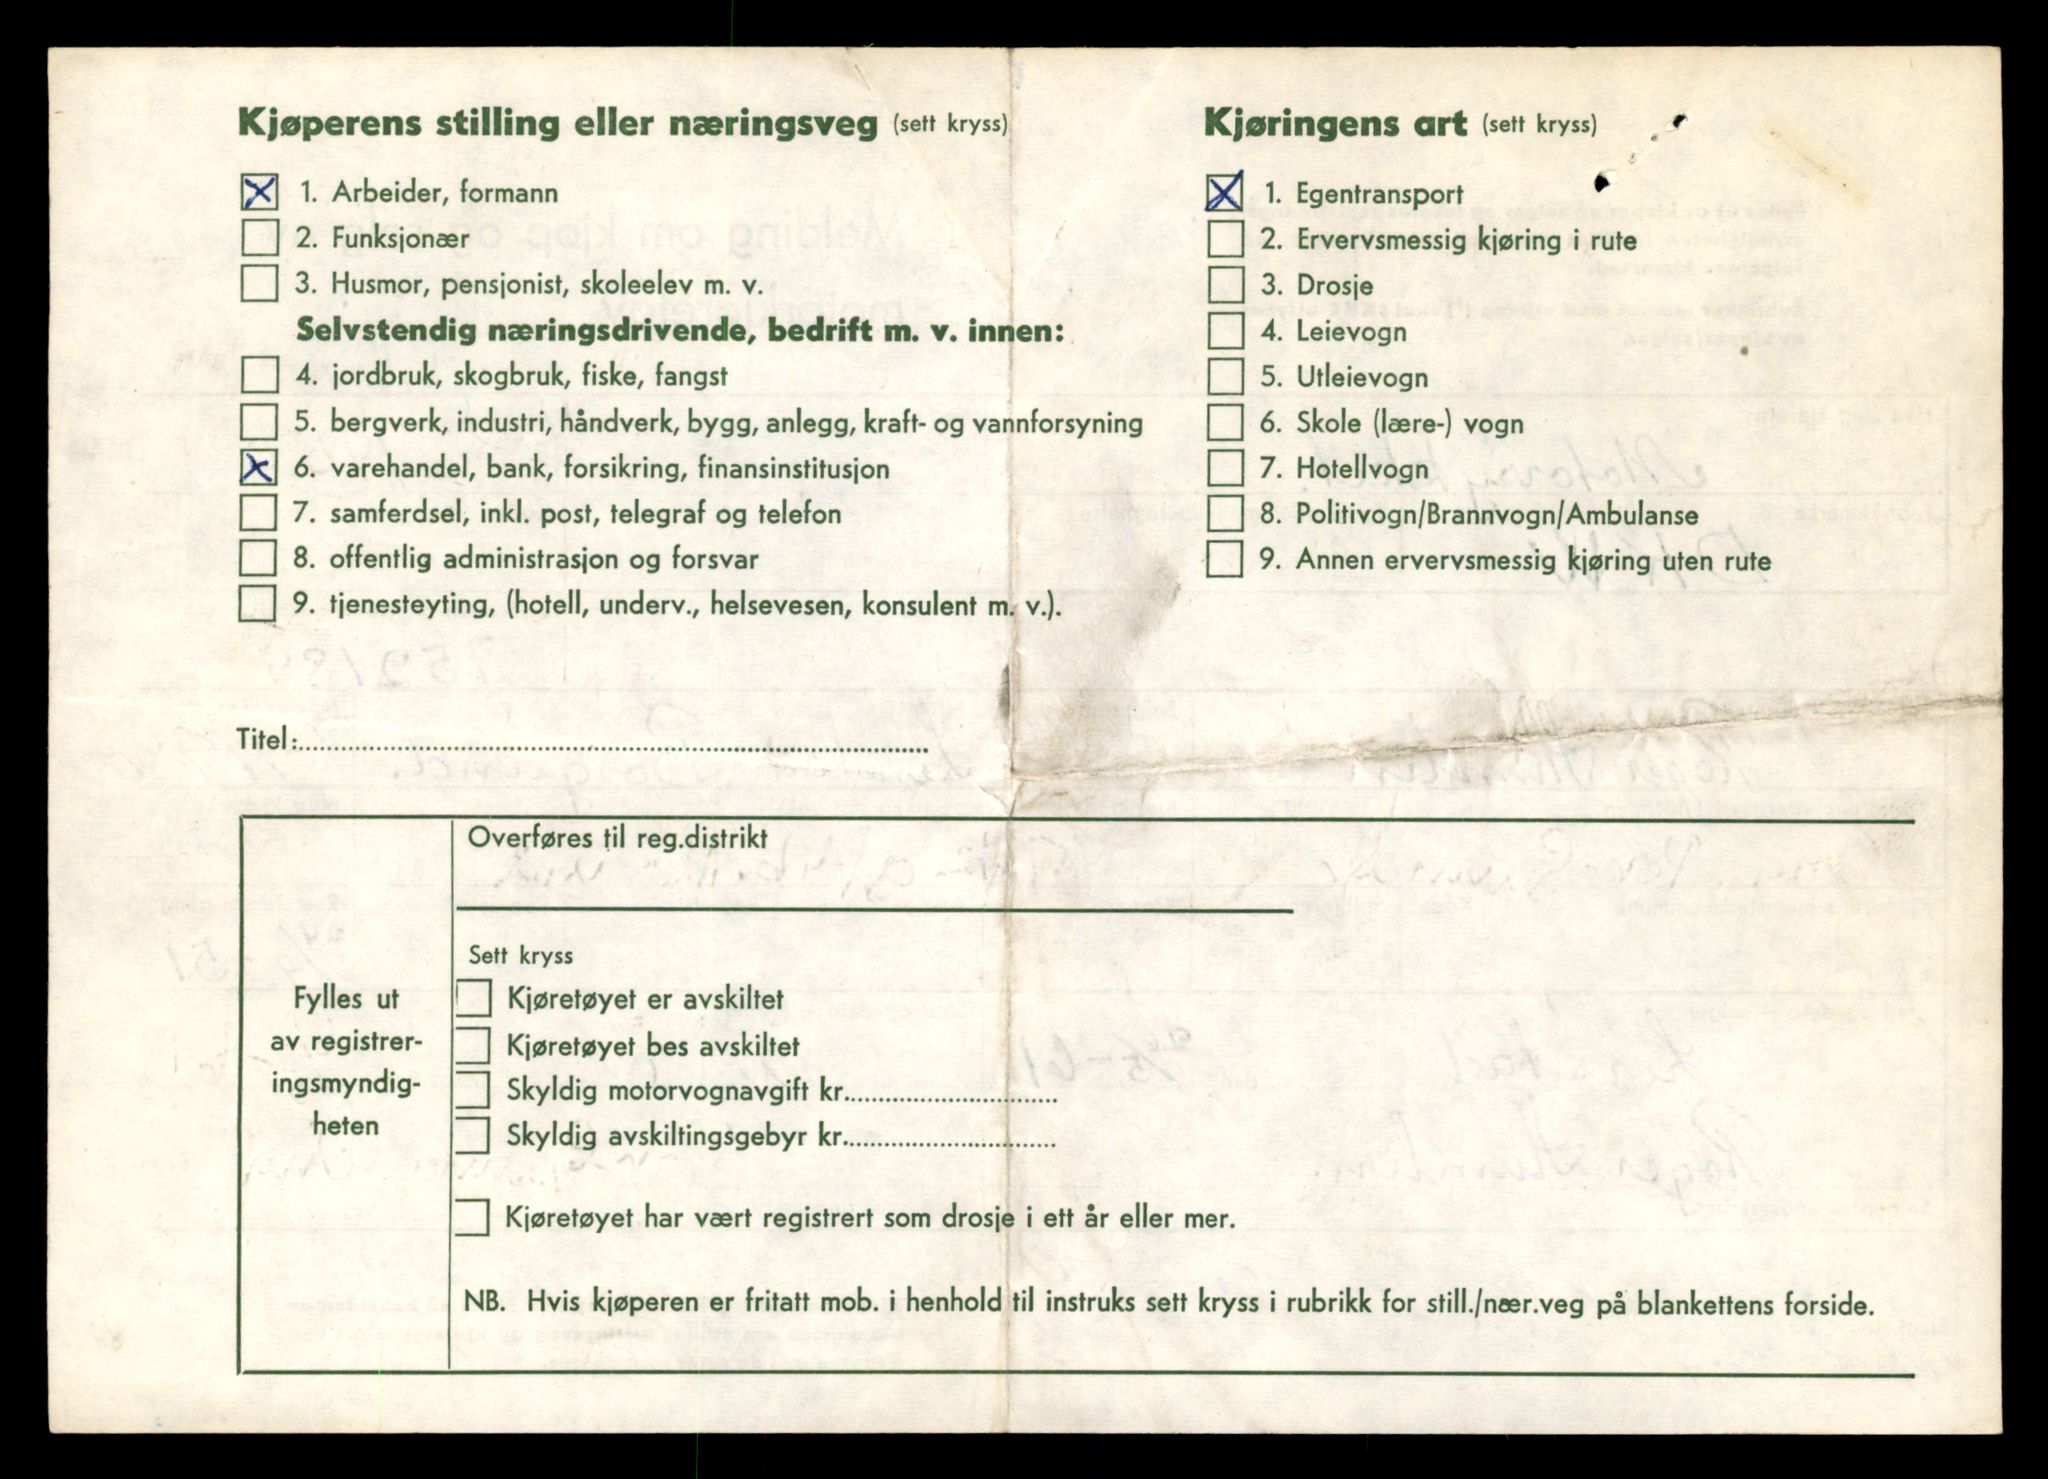 Kjøperens stilling eller næringsveg (sett kryss)
1. Arbeider, formann
2. Funksjonær
3. Husmor, pensjonist, skoleelev m. v.
Selvstendig næringsdrivende, bedrift m. v. innen:
4. jordbruk, skogbruk, fiske, fangst
5. bergverk, industri, håndverk, bygg, anlegg, kraft- og vannforsyning
6. varehandel, bank, forsikring, finansinstitusjon
7. samferdsel, inkl. post, telegraf og telefon
8. offentlig administrasjon og forsvar
9. tjenesteyting, (hotell, underv., helsevesen, konsulent m. v.).
Kjøringens art (sett kryss)
1. Egentransport
2. Ervervsmessig kjøring i rute
3. Drosje
4. Leievogn
5. Utleievogn
6. Skole (lære-) vogn
7. Hotellvogn
8. Politivogn/Brannvogn/Ambulanse
9. Annen ervervsmessig kjøring uten rute
Titel:
Fylles ut
av registrer-
ingsmyndig-
heten
Overføres til reg.distrikt
Sett kryss
Kjøretøyet er avskiltet
Kjøretøyet bes avskiltet
Skyldig motorvognavgift kr.
Skyldig avskiltingsgebyr kr.
Kjøretøyet har vært registrert som drosje i ett år eller mer.
NB. Hvis kjøperen er fritatt mob. i henhold til instruks sett kryss i rubrikk for still./nær.veg på blankettens forside.